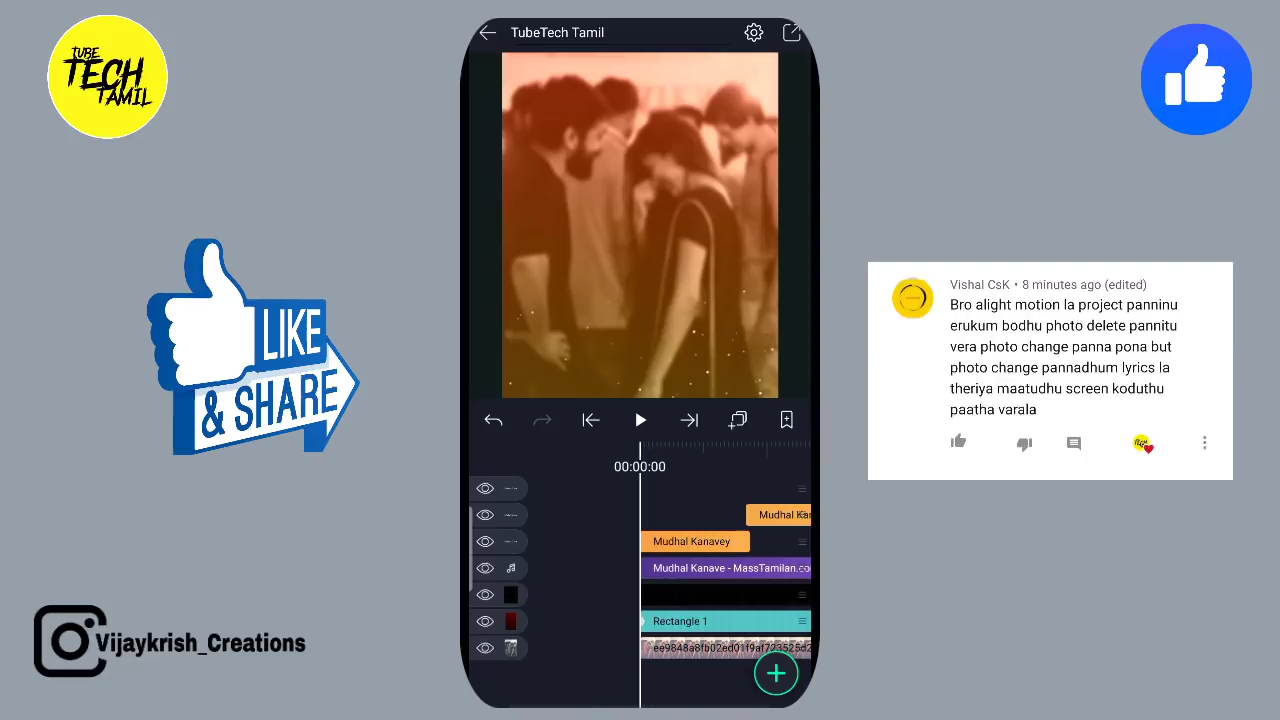 TUBE
TECH
TAMIL
TubeTech Tamil
LIKE
& SHARE
Vishal CsK • 8 minutes ago (edited)
Bro alight motion la project panninu
erukum bodhu photo delete pannitu
vera photo change panna pona but
photo change pannadhum lyrics la
theriya maatudhu screen koduthu
paatha varala
00:00:00
Mudhal Kanavey
Mudhal Kanave - MassTamilan.co
Rectangle 1
ee9848a8fb02ed01f9af723525d2
Vijaykrish_Creations